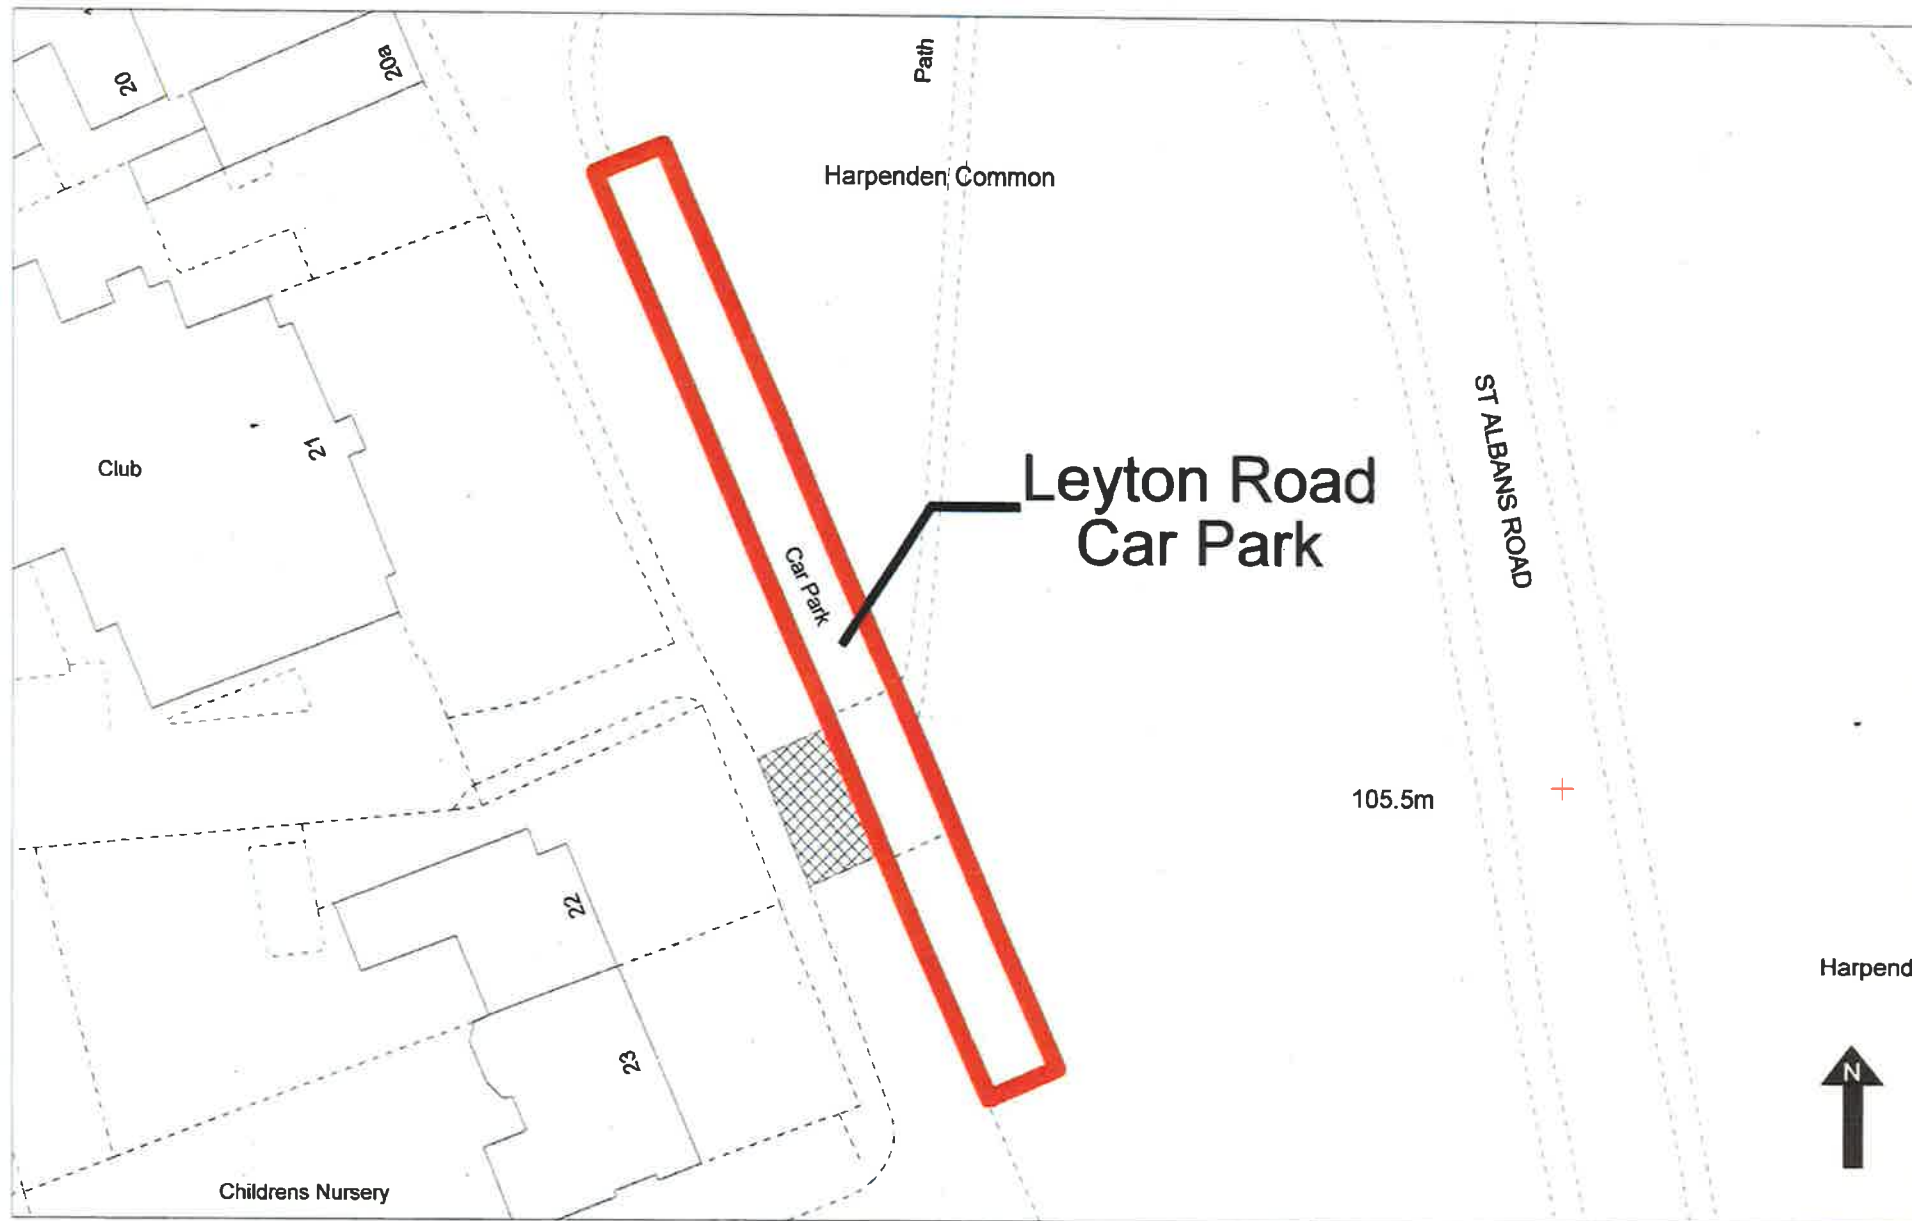 20
20a
Path
Harpenden Common
21
Club
ST ALBANS ROAD
Leyton Road
Car Park
Car Park
105.5m
22
Harpend
23
N
Childrens Nursery